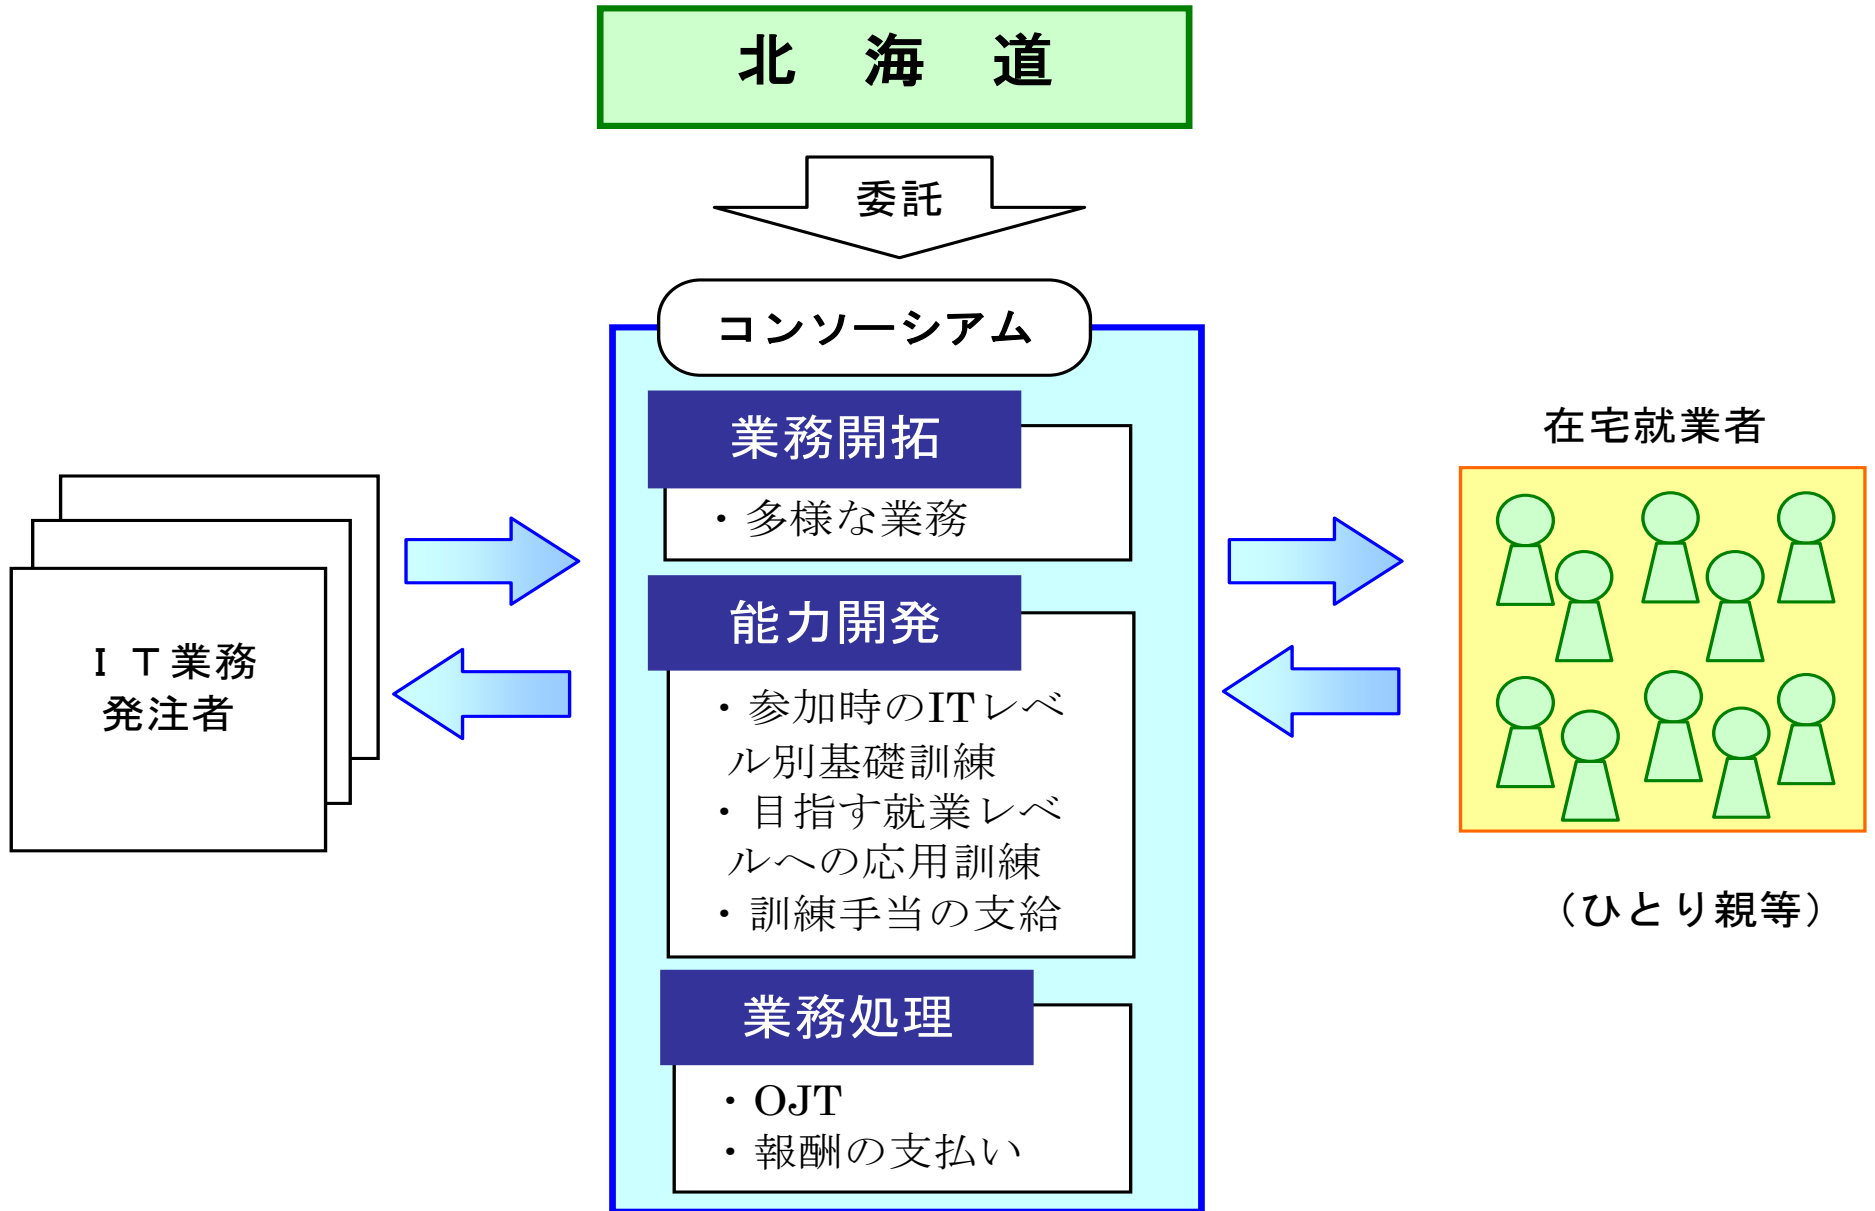 北　海　道
委託
コンソーシアム
業務開拓
・多様な業務
能力開発
・参加時のITレベ
ル別基礎訓練
・目指す就業レベ
ルへの応用訓練
・訓練手当の支給
業務処理
・OJT
・報酬の支払い
ＩＴ業務
発注者
在宅就業者
（ひとり親等）